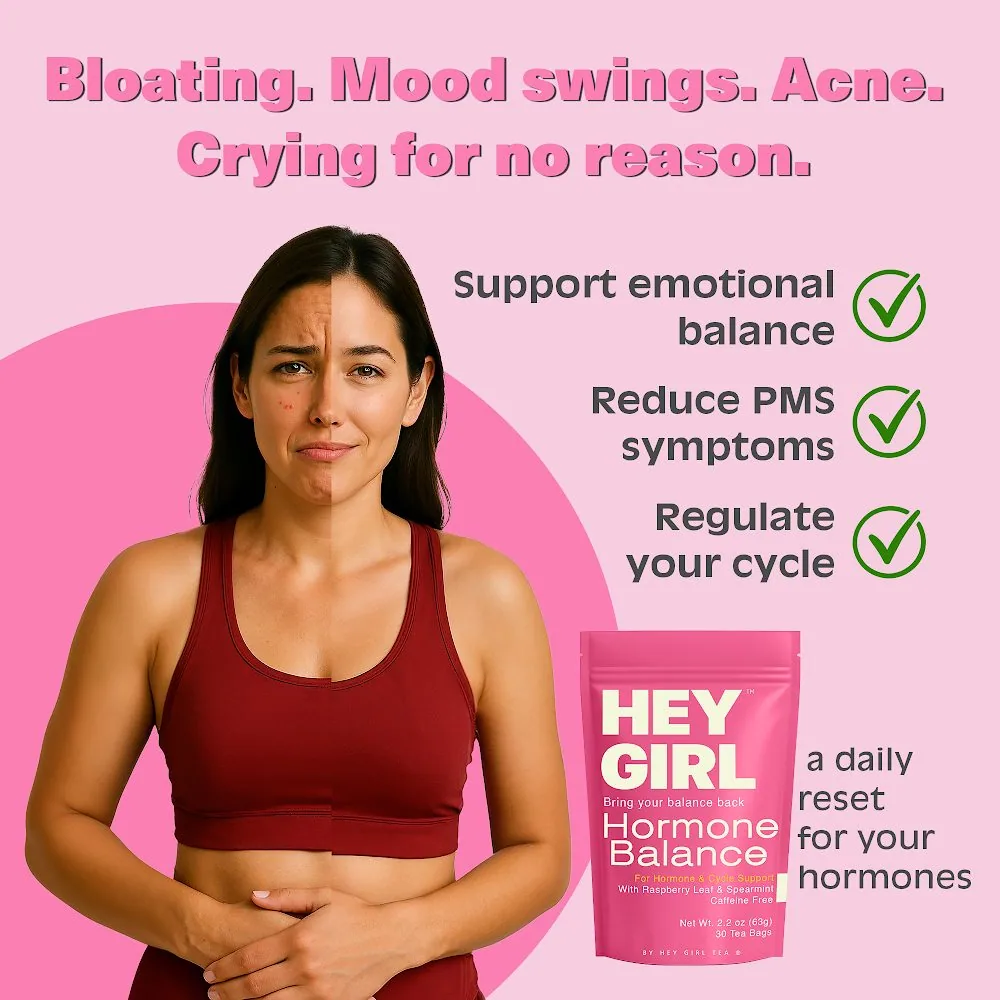 Bloating. Mood swings. Acne.
Crying for no reason.
Support emotional
balance
Reduce PMS
symptoms
Regulate
your cycle
HEY
GIRL™
Bring your balance back
Hormone
Balance
For Hormone & Cycle Support
With Raspberry Leaf & Spearmint
Caffeine Free
Net Wt. 2.2 oz (63g)
30 Tea Bags
BY HEY GIRL TEA ®
a daily
reset
for your
hormones